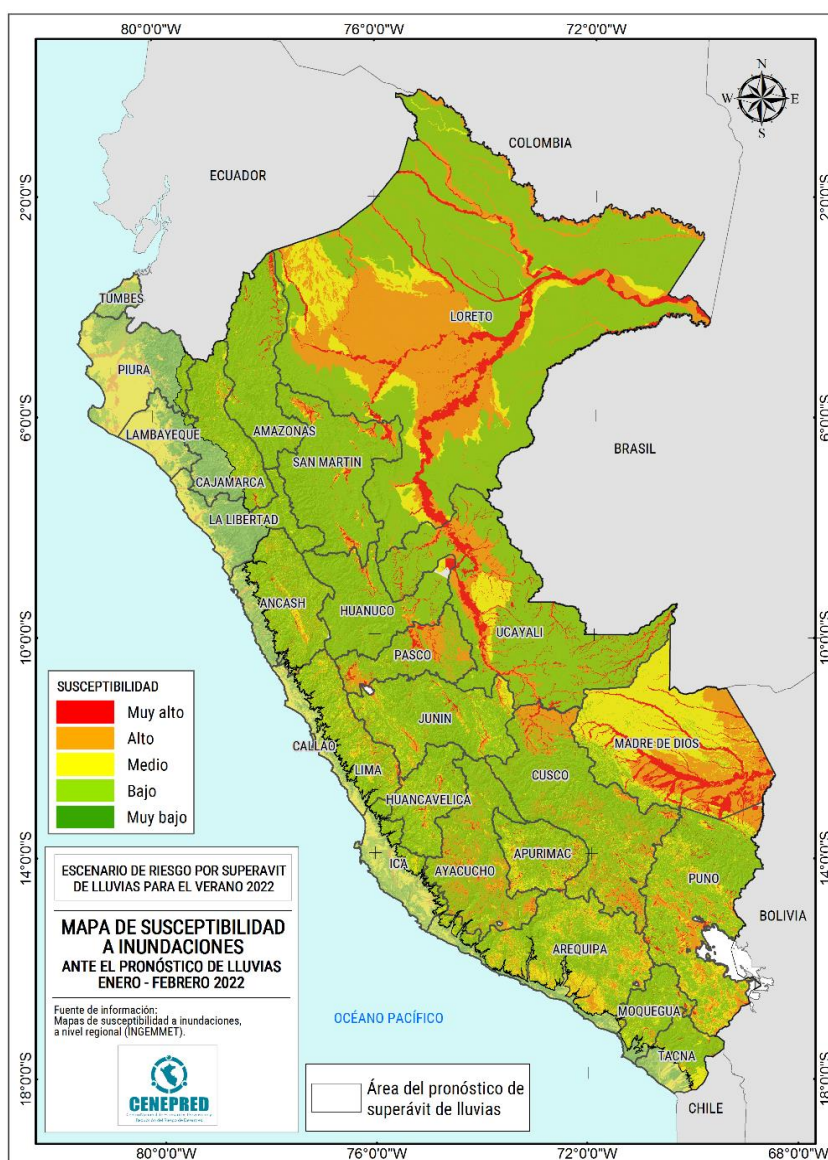 80°0'0"W
76°0'0"W
72°0'0"W
N
W
E
S
COLOMBIA
ECUADOR
2°0'0"S
2°0'0"S
TUMBES
LORETO
PIURA
6°0'0"S
6°0'0"S
LAMBAYEQUE
AMAZONAS
BRASIL
SAN MARTIN
CAJAMARCA
LA LIBERTAD
ANCASH
HUANUCO
UCAYALI
10°0'0"S
10°0'0"S
PASCO
SUSCEPTIBILIDAD
Muy alto
Alto
Medio
Bajo
Muy bajo
JUNIN
CALLAO
MADRE DE DIOS
LIMA
CUSCO
HUANCAVELICA
14°0'0"S
14°0'0"S
ICA
AYACUCHO
APURIMAC
PUNO
BOLIVIA
ESCENARIO DE RIESGO POR SUPERAVIT
DE LLUVIAS PARA EL VERANO 2022
MAPA DE SUSCEPTIBILIDAD
A INUNDACIONES
ANTE EL PRONÓSTICO DE LLUVIAS
ENERO - FEBRERO 2022
AREQUIPA
Fuente de información:
Mapas de susceptibilidad a inundaciones,
a nivel regional (INGEMMET).
MOQUEGUA
OCÉANO PACÍFICO
TACNA
CENEPRED
18°0'0"S
18°0'0"S
Área del pronóstico de
superávit de lluvias
CHILE
80°0'0"W
76°0'0"W
72°0'0"W
68°0'0"W